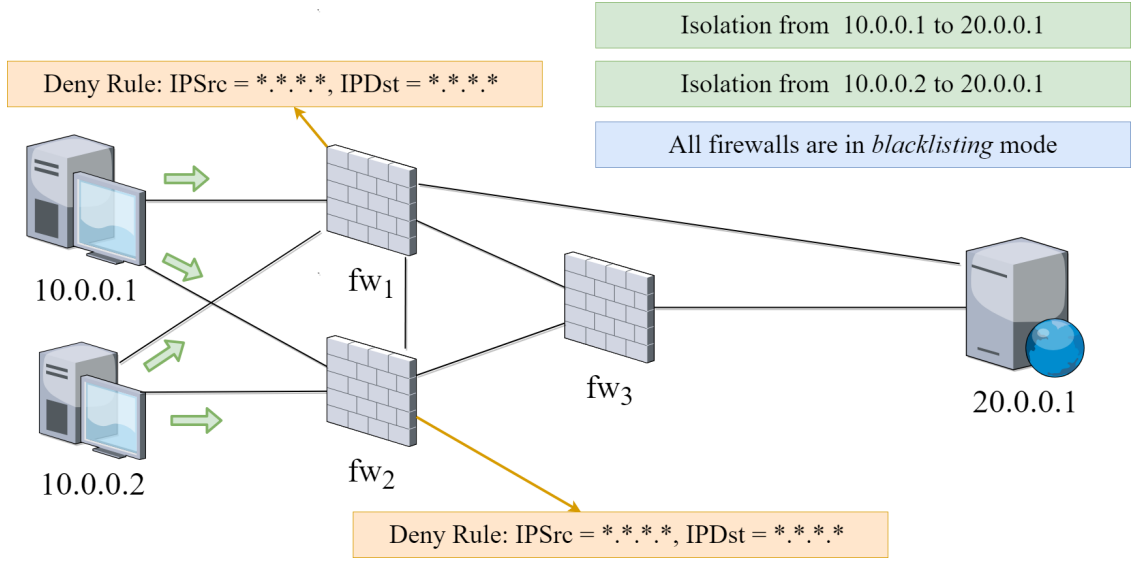 Isolation from 10.0.0.1 to 20.0.0.1
Deny Rule: IPSrc = *.*.*.*, IPDst = *.*.*.*
Isolation from 10.0.0.2 to 20.0.0.1
All firewalls are in blacklisting mode
10.0.0.1
fw1
fw3
10.0.0.2
fw2
20.0.0.1
Deny Rule: IPSrc = *.*.*.*, IPDst = *.*.*.*